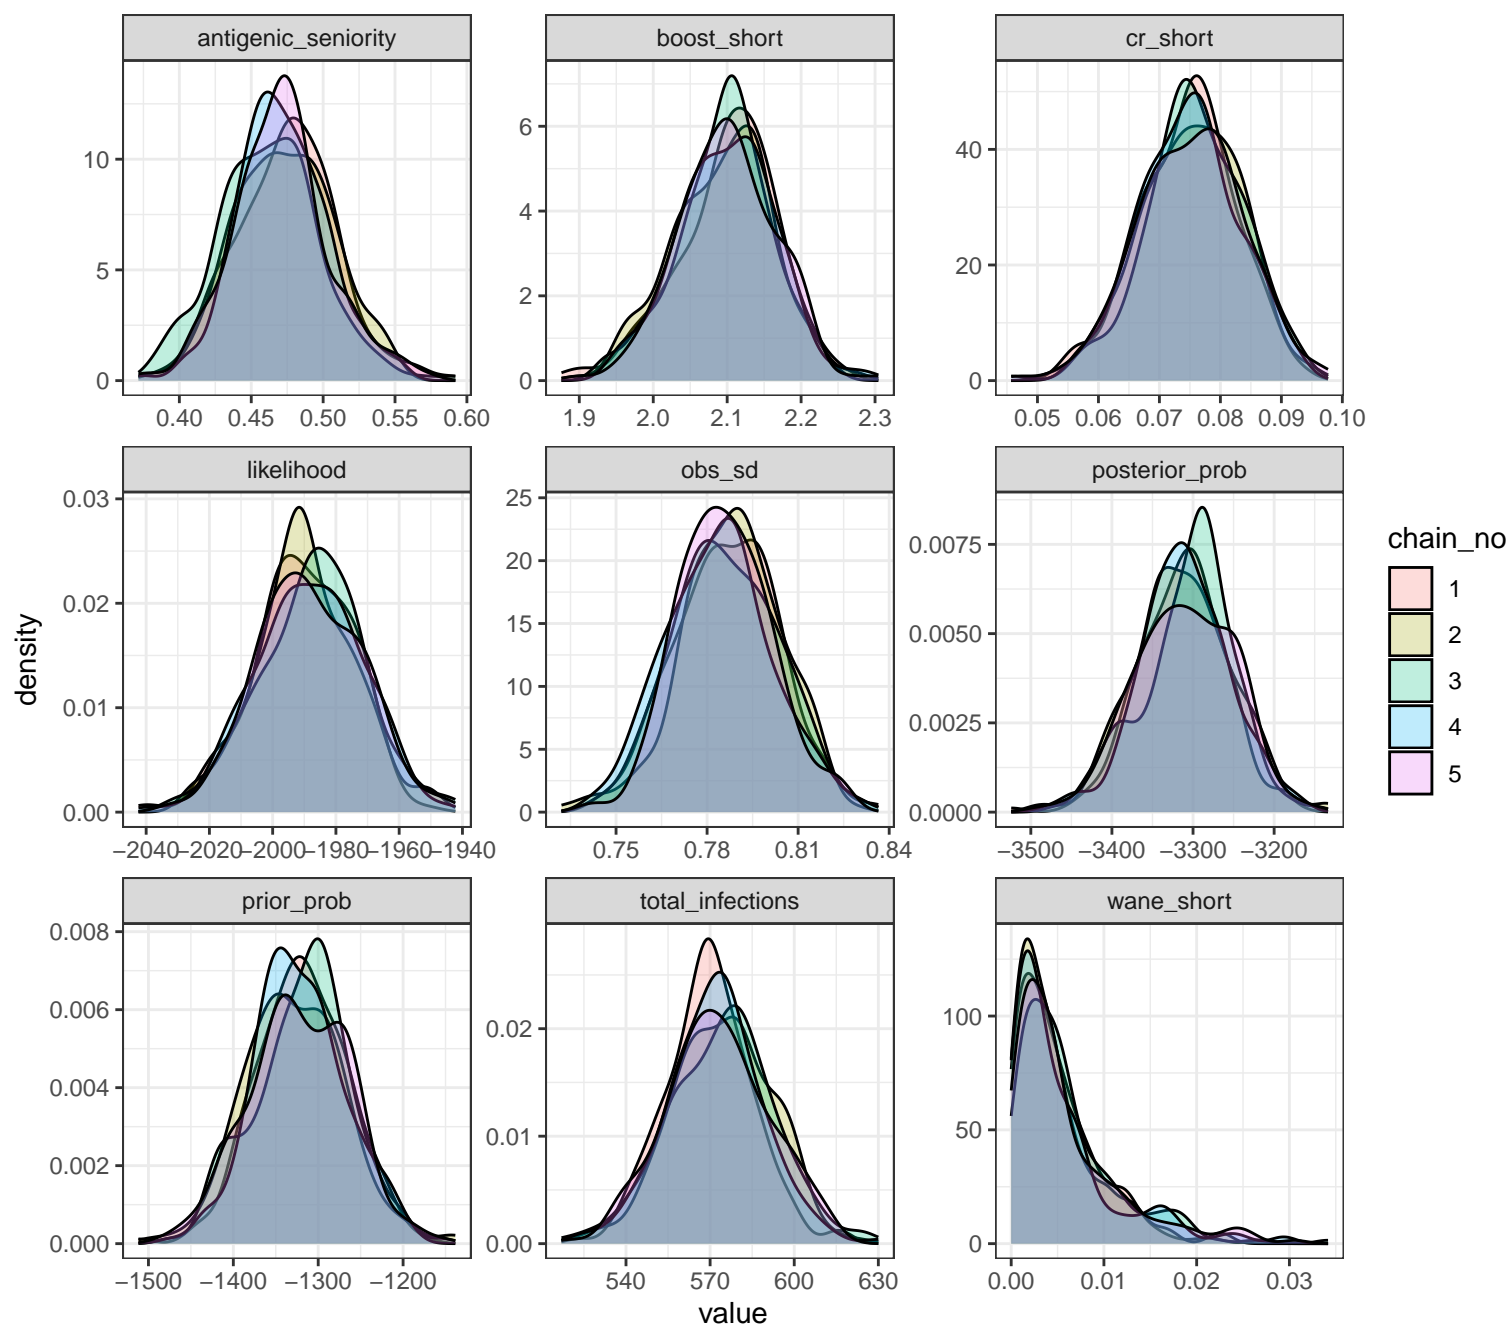 antigenic_seniority
boost_short
cr_short
10
5
0
0.40 0.45 0.50 0.55 0.60
6
4
2
0
1.9 2.0 2.1 2.2 2.3
40
20
0
0.05 0.06 0.07 0.08 0.09 0.10
likelihood
obs_sd
posterior_prob
0.03
0.02
0.01
0.00
−2040 −2020 −2000 −1980 −1960 −1940
25
20
15
10
5
0
0.75 0.78 0.81 0.84
0.0075
0.0050
0.0025
0.0000
−3500 −3400 −3300 −3200
prior_prob
total_infections
wane_short
0.008
0.006
0.004
0.002
0.000
−1500 −1400 −1300 −1200
0.02
0.01
0.00
540 570 600 630
100
50
0
0.00 0.01 0.02 0.03
density
value
chain_no
1
2
3
4
5